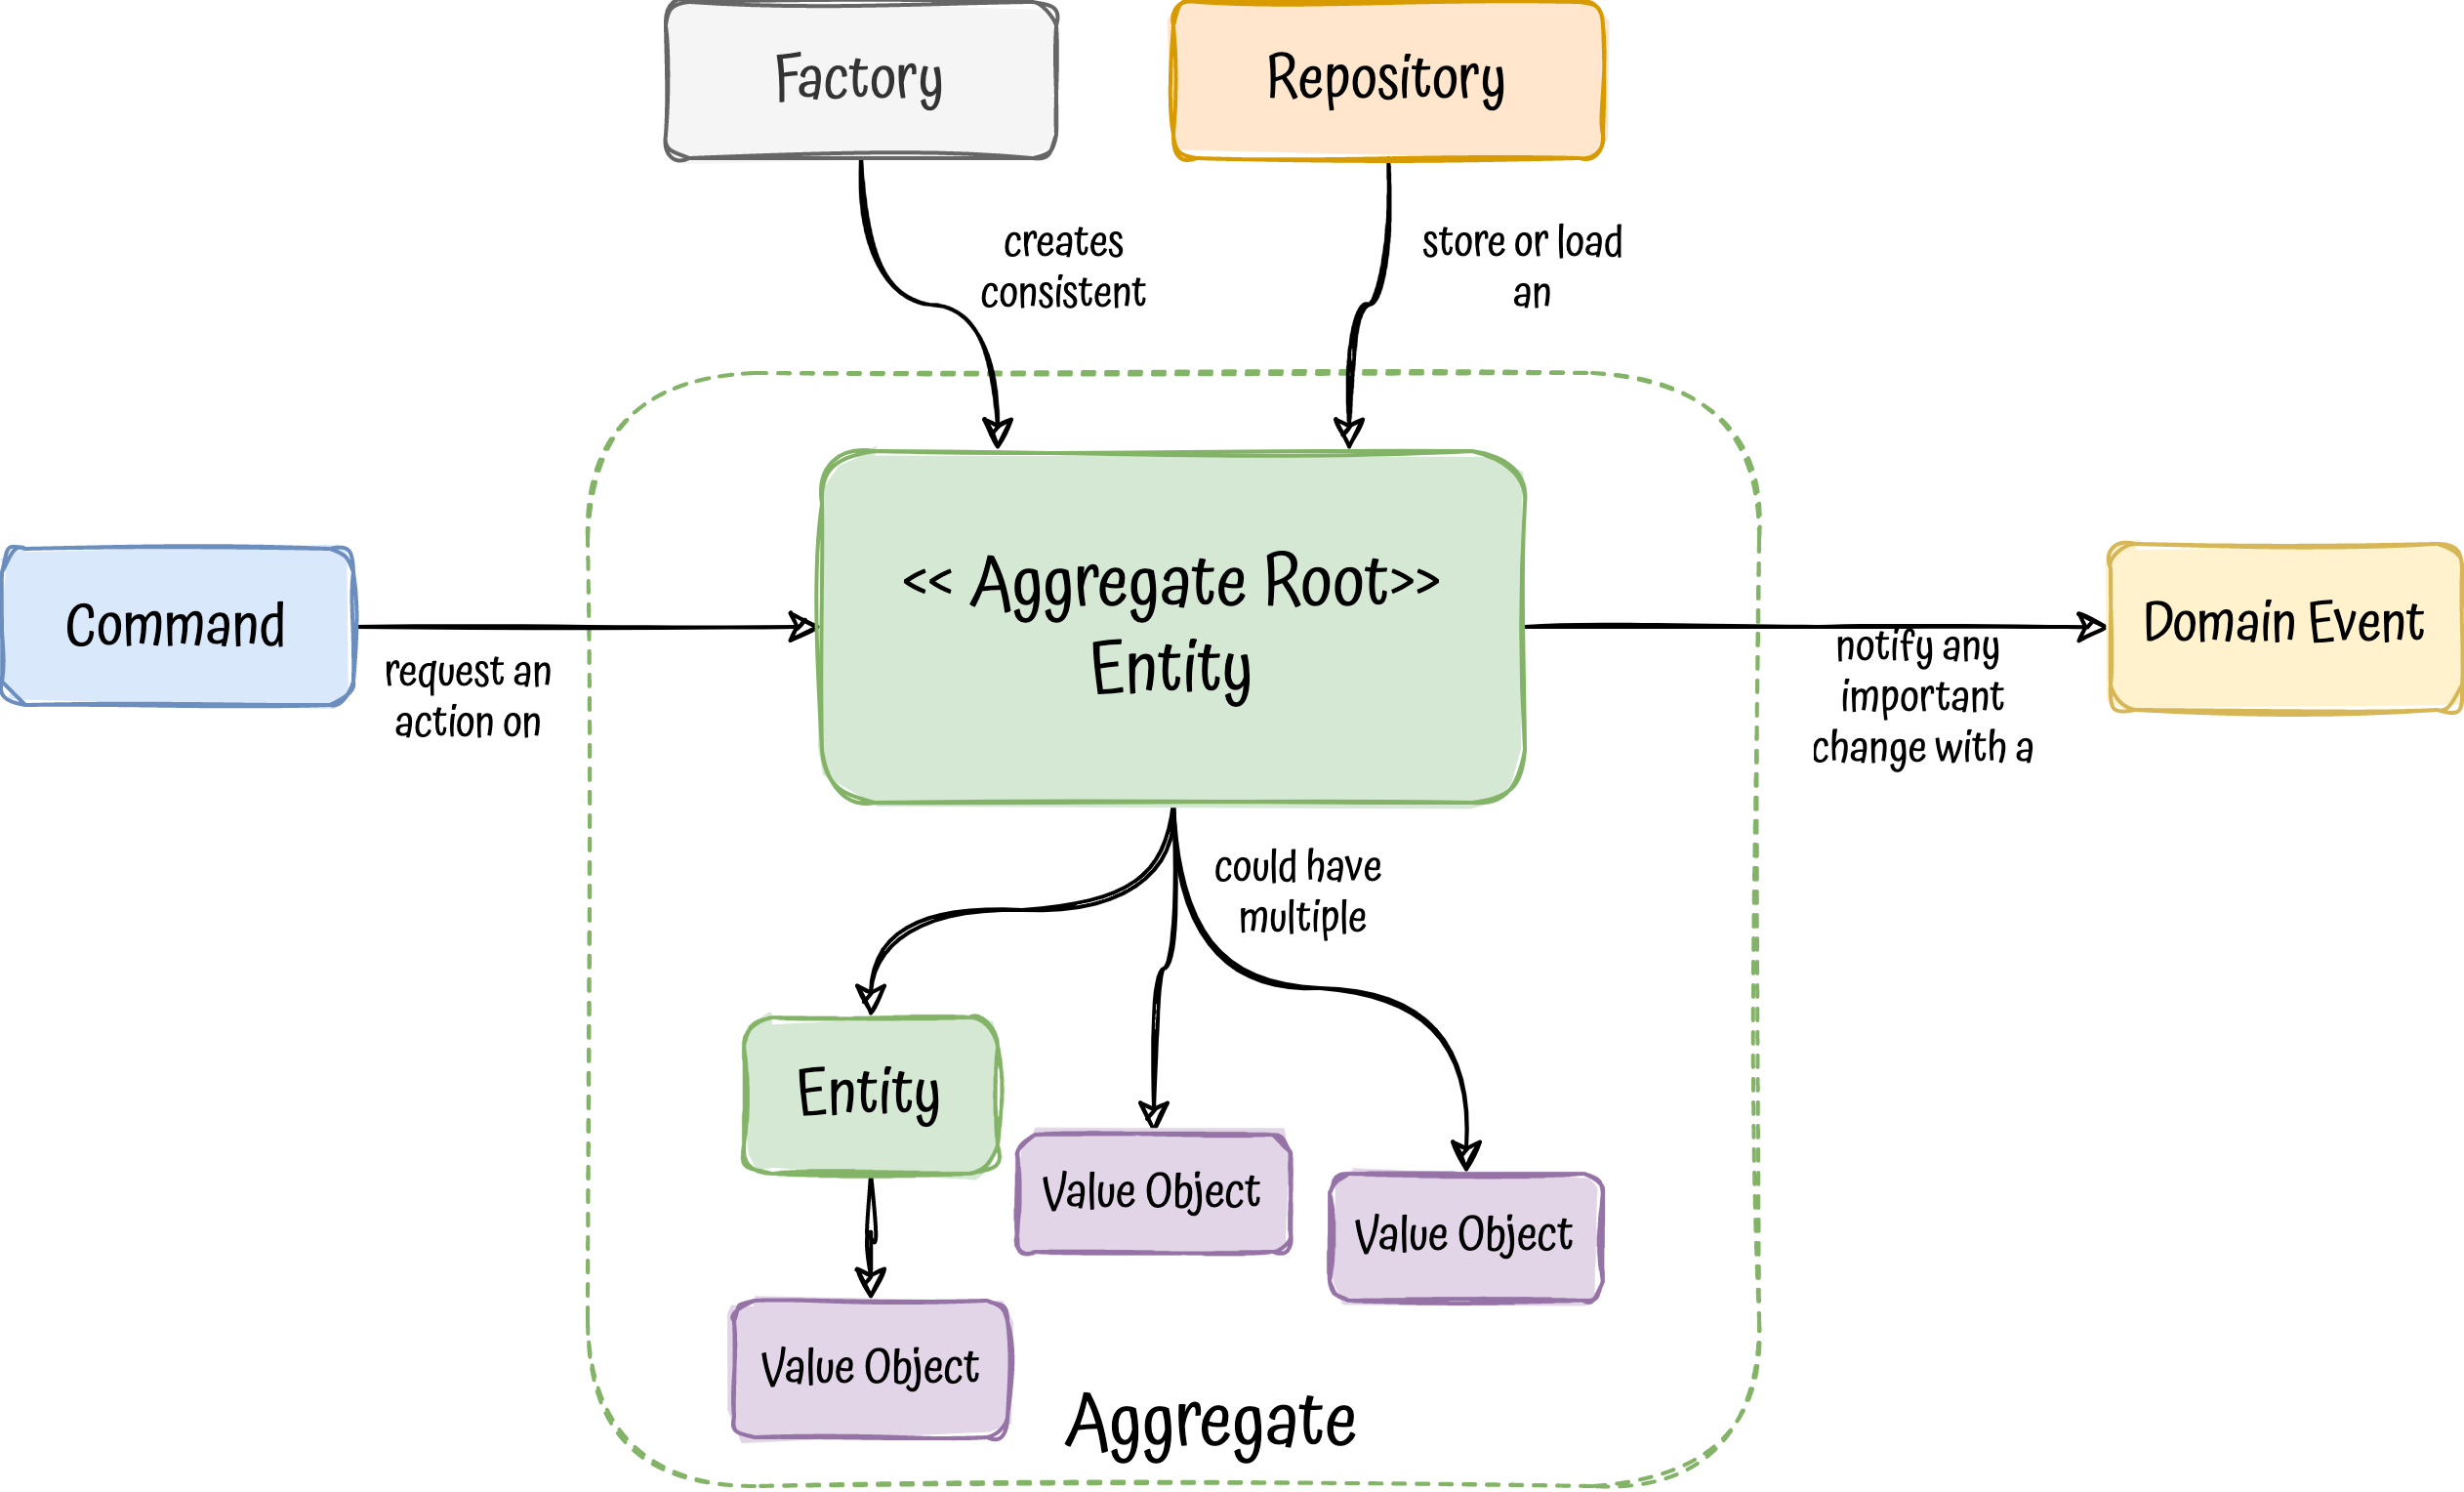 Factory
Repository
creates
consistent
store or load
an
Command
request an
action on
<< Aggregate Root>>
Entity
notify any
important
change with a
Domain Event
could have
multiple
Entity
Value Object
Value Object
Value Object
Aggregate